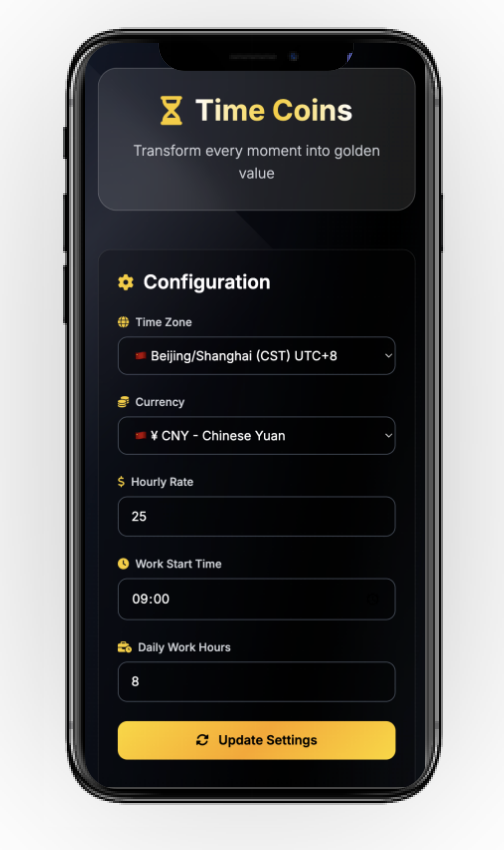 Time Coins
Transform every moment into golden
value
Configuration
Time Zone
Beijing/Shanghai (CST) UTC+8
Currency
¥ CNY - Chinese Yuan
$ Hourly Rate
25
Work Start Time
09:00
Daily Work Hours
8
Update Settings